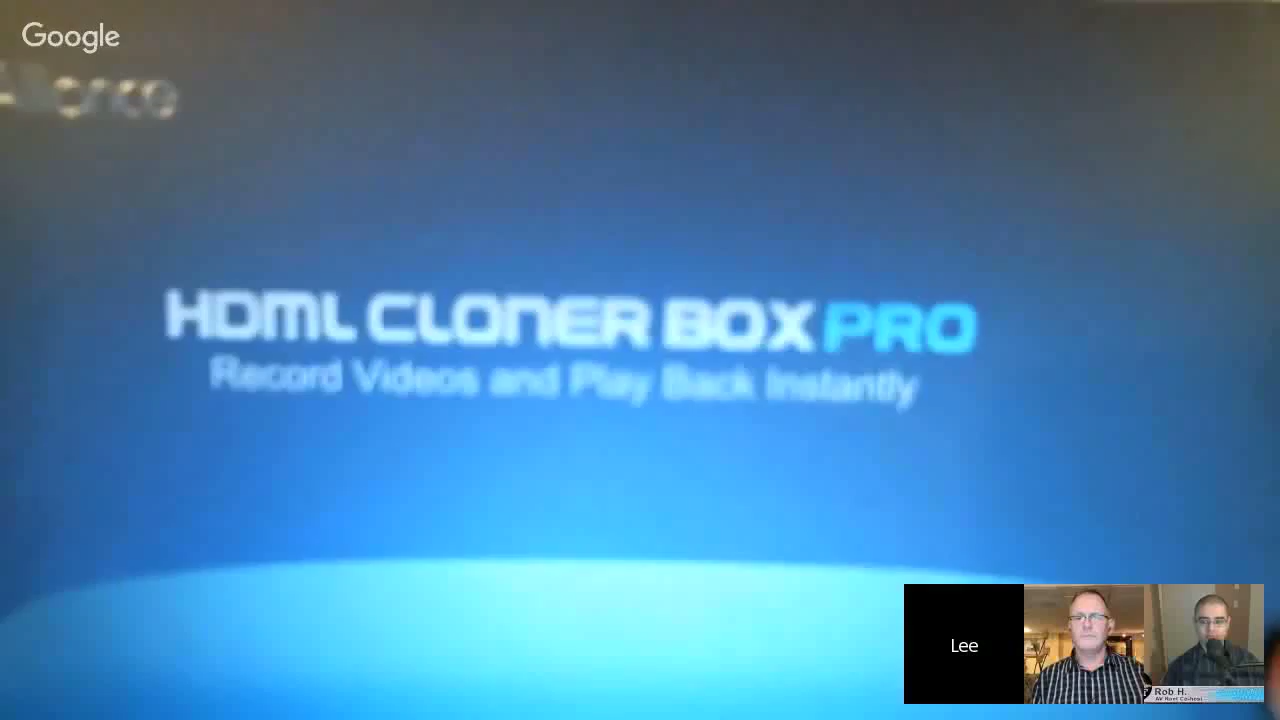 Google
HDML CLONER BOX PRO
Record Videos and Play Back Instantly
Lee
Rob H.